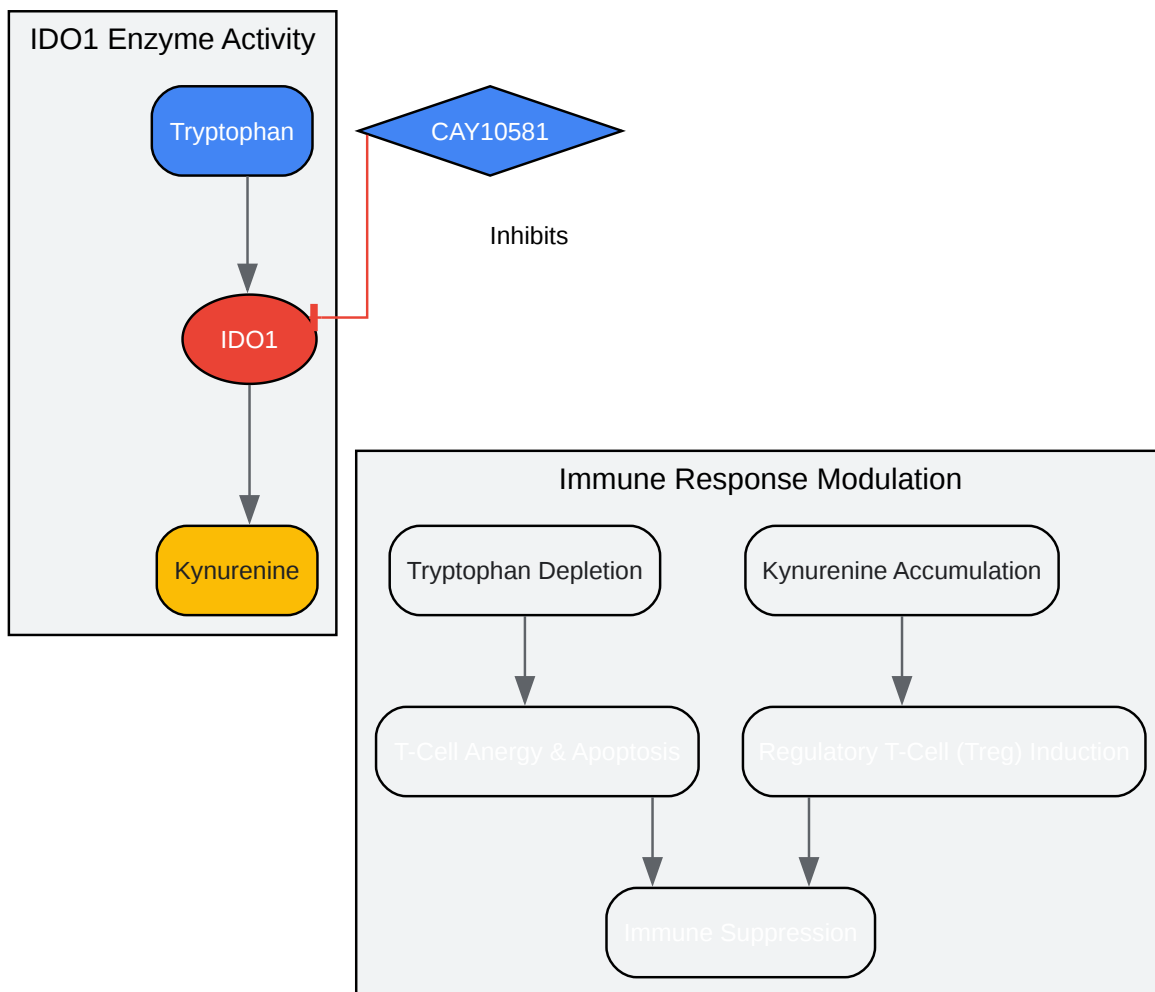 IDO1 Enzyme Activity
Tryptophan
CAY10581
Inhibits
IDO1
Kynurenine
Immune Response Modulation
Tryptophan Depletion
Kynurenine Accumulation
T-Cell Anergy & Apoptosis
Regulatory T-Cell (Treg) Induction
Immune Suppression